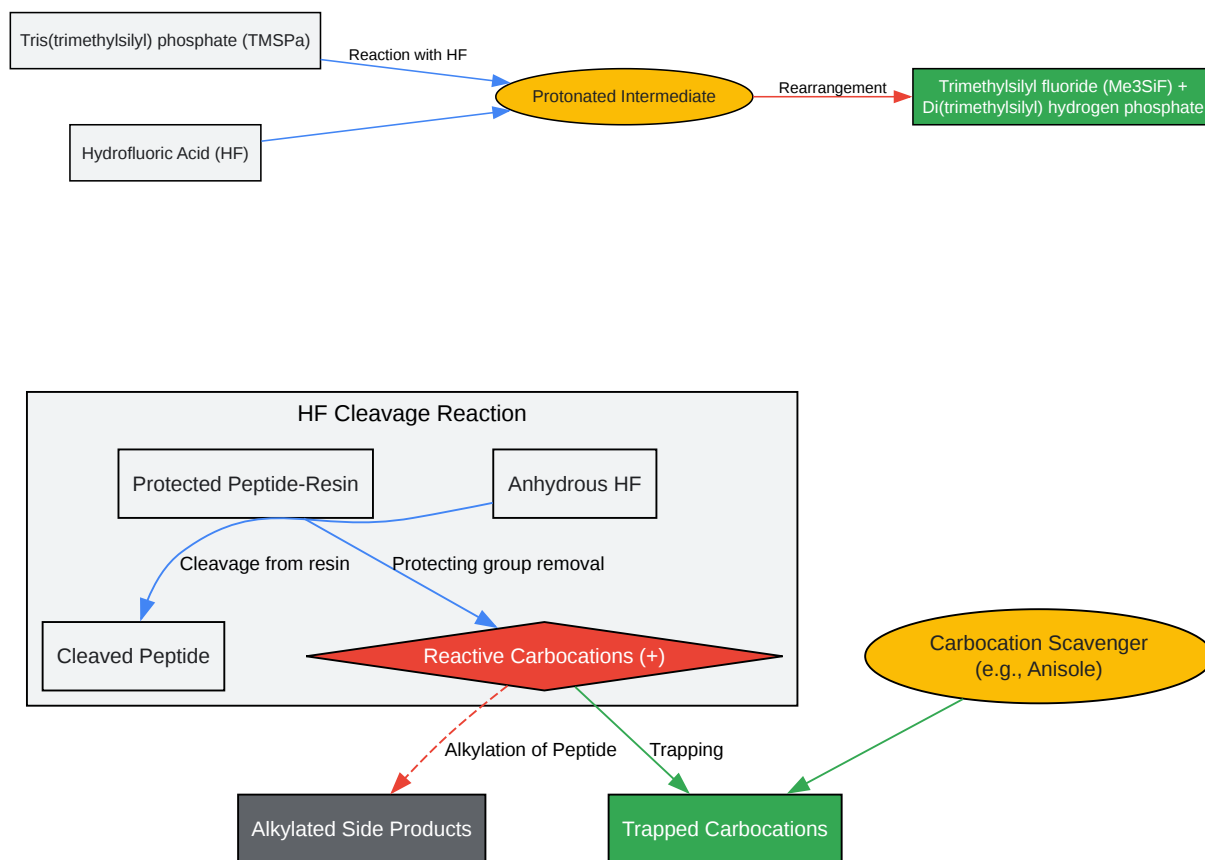 Tris(trimethylsilyl) phosphate (TMSPa)
Reaction with HF
Hydrofluoric Acid (HF)
Protonated Intermediate
Rearrangement
Trimethylsilyl fluoride (Me3SiF) +
Di(trimethylsilyl) hydrogen phosphate
HF Cleavage Reaction
Protected Peptide-Resin
Anhydrous HF
Cleavage from resin
Protecting group removal
Cleaved Peptide
Reactive Carbocations (+)
Carbocation Scavenger
(e.g., Anisole)
Alkylation of Peptide
Trapping
Alkylated Side Products
Trapped Carbocations